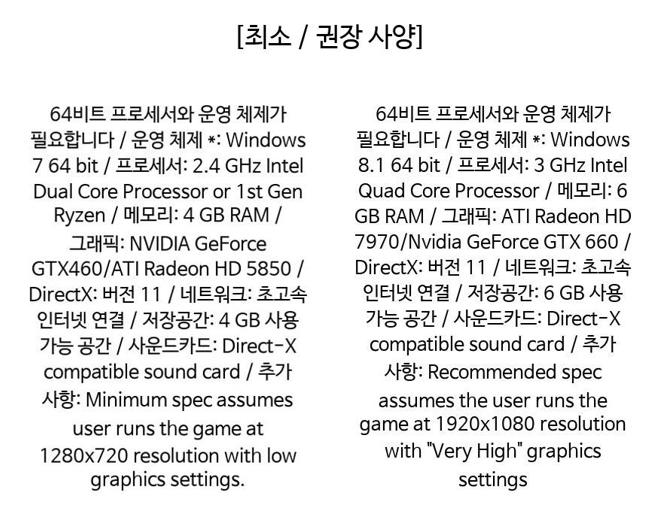 [최소 / 권장 사양]
64비트 프로세서와 운영 체제가
필요합니다 / 운영 체제 *: Windows
7 64 bit / 프로세서: 2.4 GHz Intel
Dual Core Processor or 1st Gen
Ryzen / 메모리: 4 GB RAM /
그래픽: NVIDIA GeForce
GTX460/ATI Radeon HD 5850 /
DirectX: 버전 11 / 네트워크: 초고속
인터넷 연결 / 저장공간: 4 GB 사용
가능 공간 / 사운드카드: Direct-X
compatible sound card / 추가
사항: Minimum spec assumes
user runs the game at
1280x720 resolution with low
graphics settings.
64비트 프로세서와 운영 체제가
필요합니다 / 운영 체제 *: Windows
8.1 64 bit / 프로세서: 3 GHz Intel
Quad Core Processor / 메모리: 6
GB RAM / 그래픽: ATI Radeon HD
7970/Nvidia GeForce GTX 660 /
DirectX: 버전 11 / 네트워크: 초고속
인터넷 연결 / 저장공간: 6 GB 사용
가능 공간 / 사운드카드: Direct-X
compatible sound card / 추가
사항: Recommended spec
assumes the user runs the
game at 1920x1080 resolution
with "Very High" graphics
settings